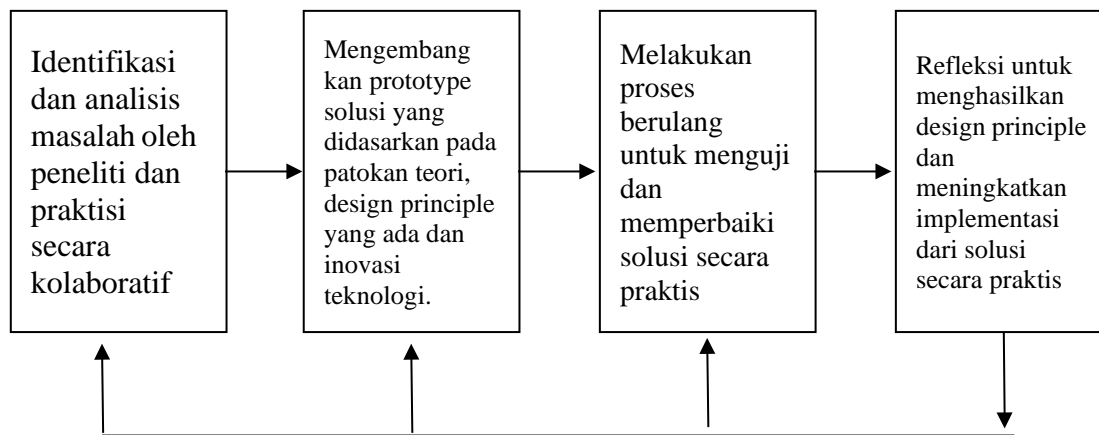 Identifikasi
dan analisis
masalah oleh
peneliti dan
praktisi
secara
kolaboratif
Mengembang
kan prototype
solusi yang
didasarkan pada
patokan teori,
design principle
yang ada dan
inovasi
teknologi.
Melakukan
proses
berulang
untuk menguji
dan
memperbaiki
solusi secara
praktis
Refleksi untuk
menghasilkan
design principle
dan
meningkatkan
implementasi
dari solusi
secara praktis